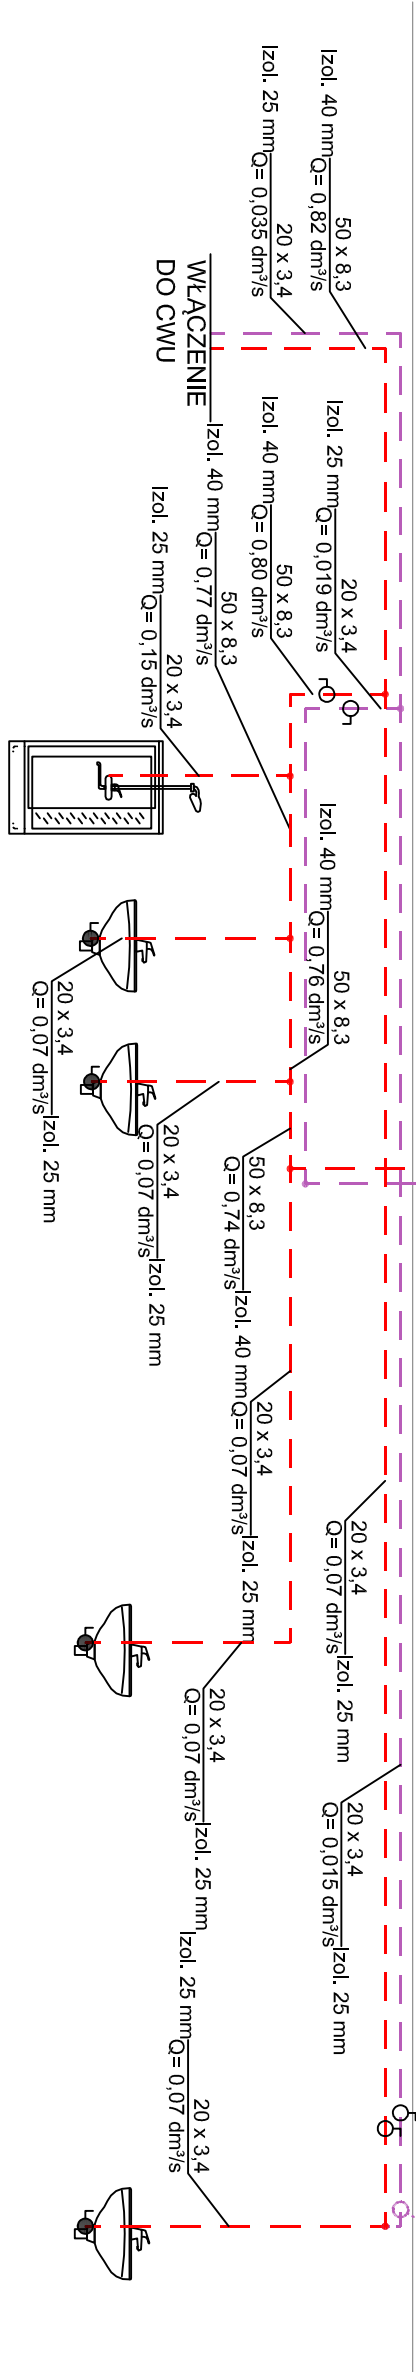 Izol. 40 mm
50 x 8,3
Q= 0,82 dm³/s
Izol. 25 mm
20 x 3,4
Q= 0,035 dm³/s
WŁĄCZENIE
DO CWU
Izol. 25 mm
20 x 3,4
Q= 0,019 dm³/s
Izol. 40 mm
50 x 8,3
Q= 0,80 dm³/s
Izol. 40 mm
50 x 8,3
Q= 0,77 dm³/s
Izol. 25 mm
20 x 3,4
Q= 0,15 dm³/s
Izol. 40 mm
50 x 8,3
Q= 0,76 dm³/s
20 x 3,4
Q= 0,07 dm³/s
Izol. 25 mm
20 x 3,4
Q= 0,07 dm³/s
Izol. 25 mm
50 x 8,3
Q= 0,74 dm³/s
Izol. 40 mm
20 x 3,4
Q= 0,07 dm³/s
Izol. 25 mm
20 x 3,4
Q= 0,07 dm³/s
Izol. 25 mm
20 x 3,4
Q= 0,07 dm³/s
Izol. 25 mm
20 x 3,4
Q= 0,015 dm³/s
Izol. 25 mm
Izol. 25 mm
20 x 3,4
Q= 0,07 dm³/s